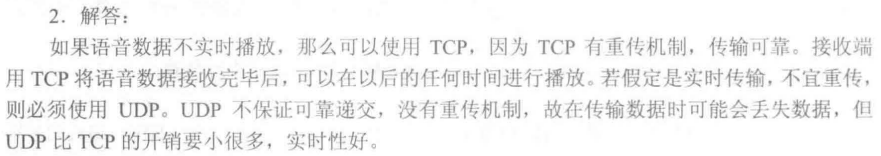 2．解答：
如果语音数据不实时播放，那么可以使用 TCP，因为 TCP 有重传机制，传输可靠。接收端
用 TCP 将语音数据接收完毕后，可以在以后的任何时间进行播放。若假定是实时传输，不宜重传，
则必须使用 UDP。UDP 不保证可靠递交，没有重传机制，故在传输数据时可能会丢失数据，但
UDP 比 TCP 的开销要小很多，实时性好。